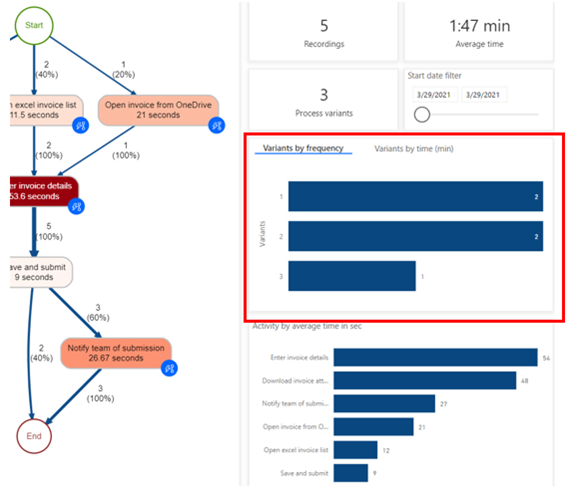 Start
2
(40%)
1
(20%)
n excel invoice list
11.5 seconds
Open invoice from OneDrive
21 seconds
2
(100%)
1
(100%)
er invoice details
53.6 seconds
5
(100%)
ave and submit
9 seconds
3
(60%)
2
(40%)
Notify team of submission
26.67 seconds
3
(100%)
End
5
Recordings
1:47 min
Average time
3
Process variants
Start date filter
3/29/2021 3/29/2021
Variants by frequency Variants by time (min)
Variants
1 2
2 2
3 1
Activity by average time in sec
Enter invoice details 54
Download invoice att... 48
Notify team of submi... 27
Open invoice from O... 21
Open excel invoice list 12
Save and submit 9